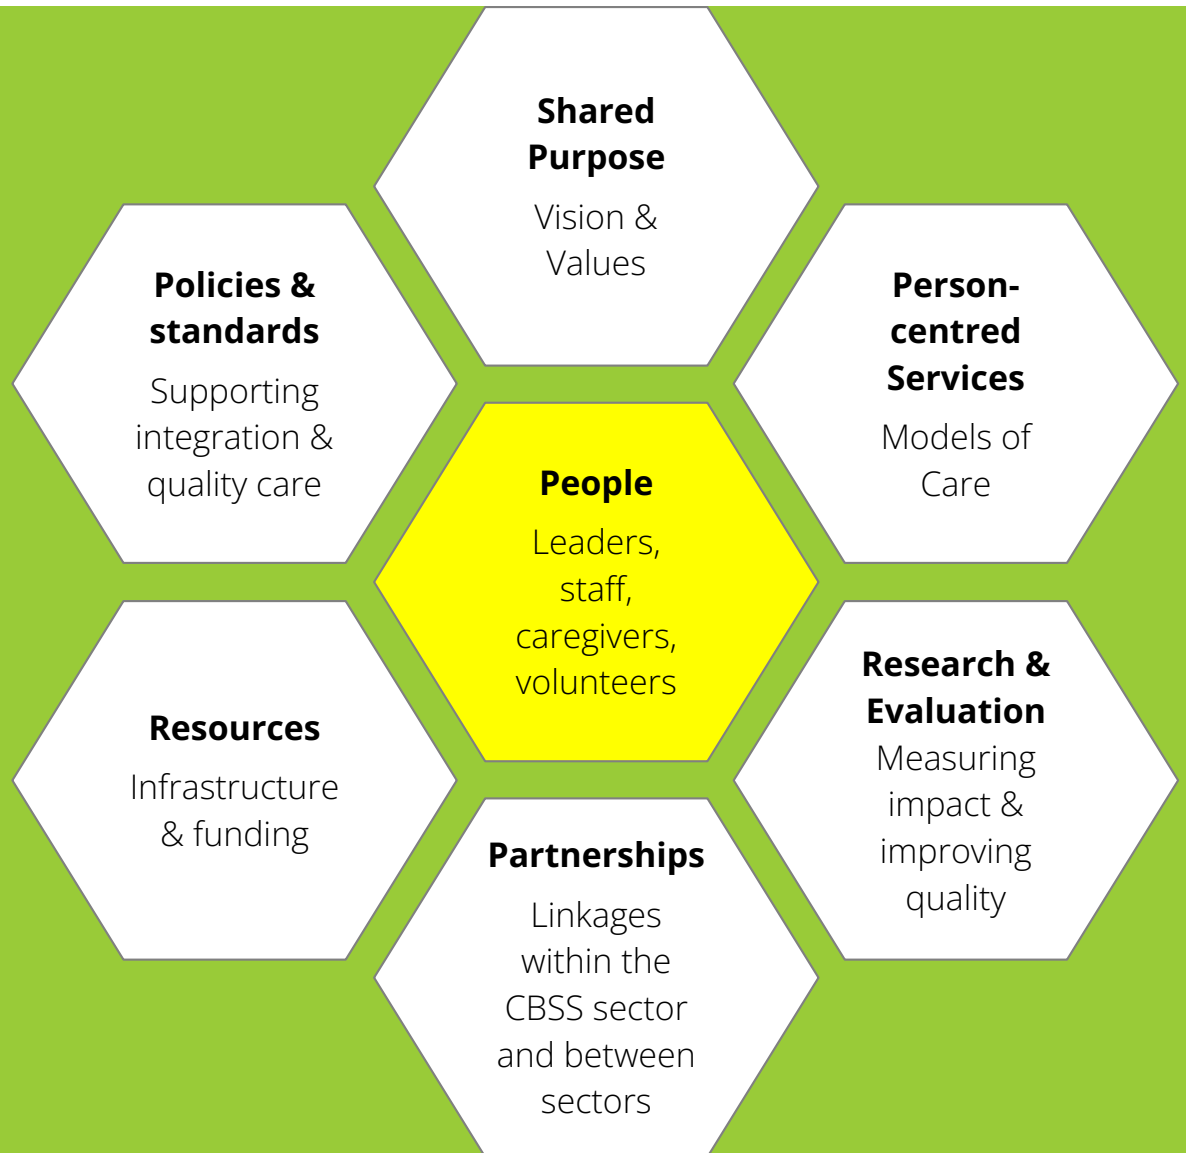 Shared
Purpose
Vision &
Values
Policies &
standards
Supporting
integration &
quality care
Person-
centred
Services
Models of
Care
People
Leaders,
staff,
caregivers,
volunteers
Resources
Infrastructure
& funding
Research &
Evaluation
Measuring
impact &
improving
quality
Partnerships
Linkages
within the
CBSS sector
and between
sectors